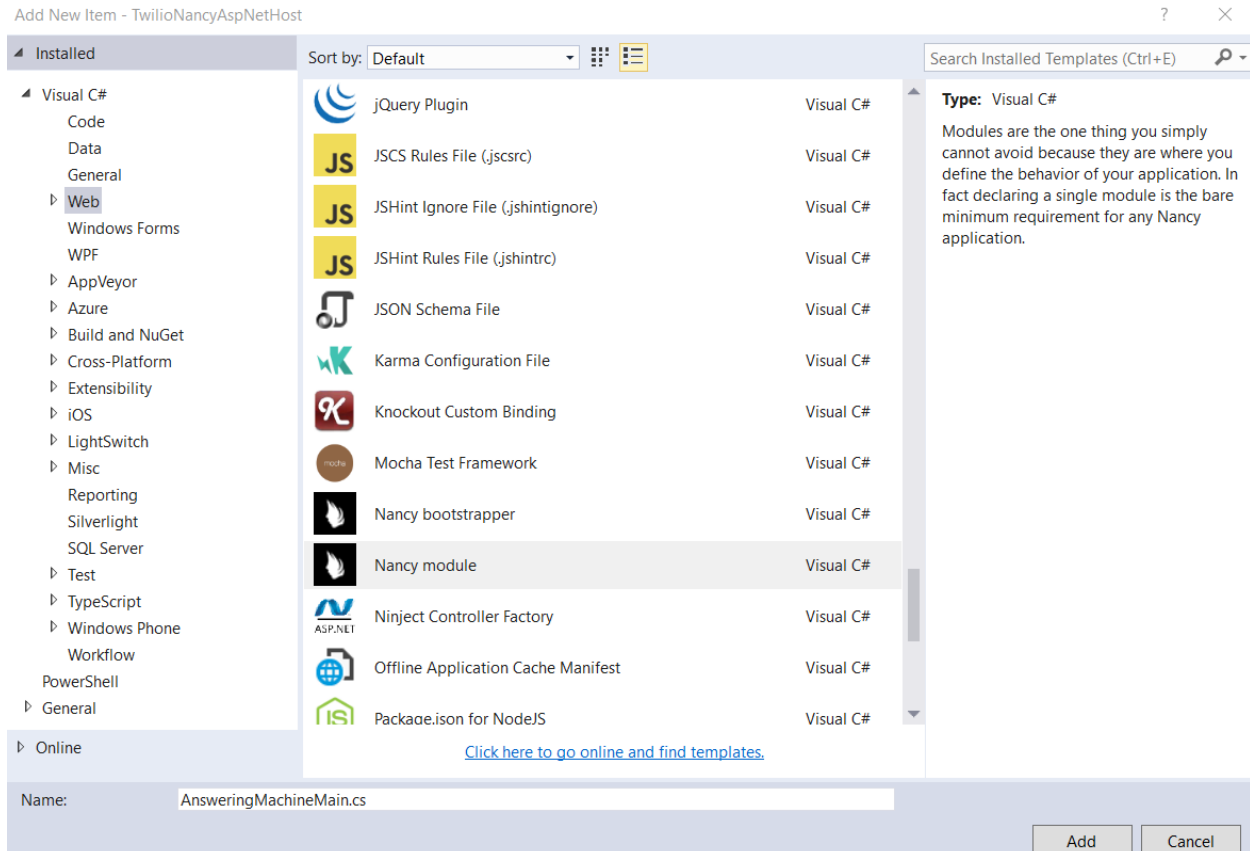 Add New Item - TwilioNancyAspNetHost
?
Installed
Sort by: Default
Search Installed Templates (Ctrl+E)
Visual C#
Code
Data
General
Web
Windows Forms
WPF
AppVeyor
Azure
Build and NuGet
Cross-Platform
Extensibility
iOS
LightSwitch
Misc
Reporting
Silverlight
SQL Server
Test
TypeScript
Windows Phone
Workflow
PowerShell
General
Online
jQuery Plugin Visual C#
JS JSCS Rules File (.jscsrc) Visual C#
JS JSHint Ignore File (.jshintignore) Visual C#
JS JSHint Rules File (.jshintrc) Visual C#
JSON Schema File Visual C#
K Karma Configuration File Visual C#
K Knockout Custom Binding Visual C#
mocha Mocha Test Framework Visual C#
Nancy bootstrapper Visual C#
Nancy module Visual C#
ASP.NET Ninject Controller Factory Visual C#
Offline Application Cache Manifest Visual C#
JS Package.json for NodeJS Visual C#
Click here to go online and find templates.
Type: Visual C#
Modules are the one thing you simply
cannot avoid because they are where you
define the behavior of your application. In
fact declaring a single module is the bare
minimum requirement for any Nancy
application.
Name: AnsweringMachineMain.cs
Add Cancel